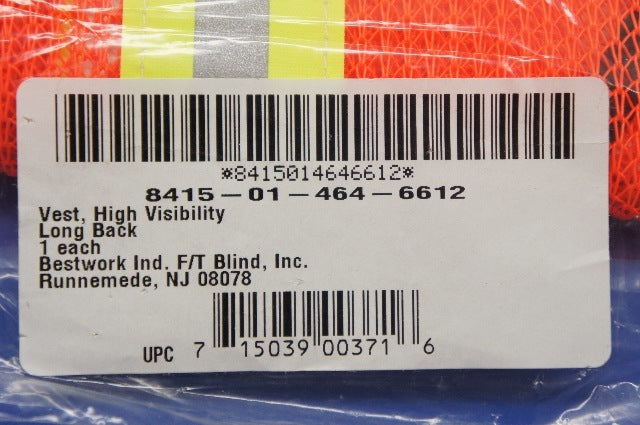 *8415014646612*
8415-01-464-6612
Vest, High Visibility
Long Back
1 each
Bestwork Ind. F/T Blind, Inc.
Runnemede, NJ 08078
UPC 7 15039 00371 6